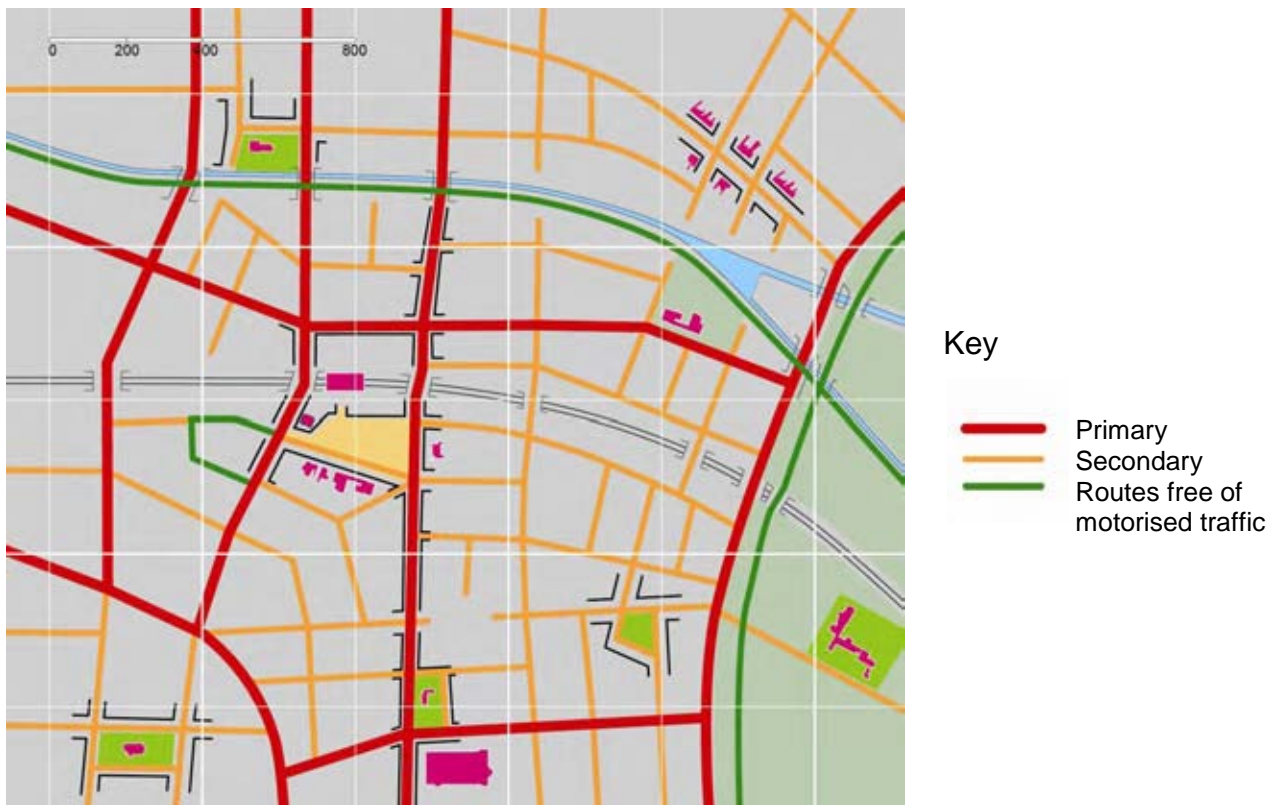 0 200 400 800
Key
Primary
Secondary
Routes free of
motorised traffic